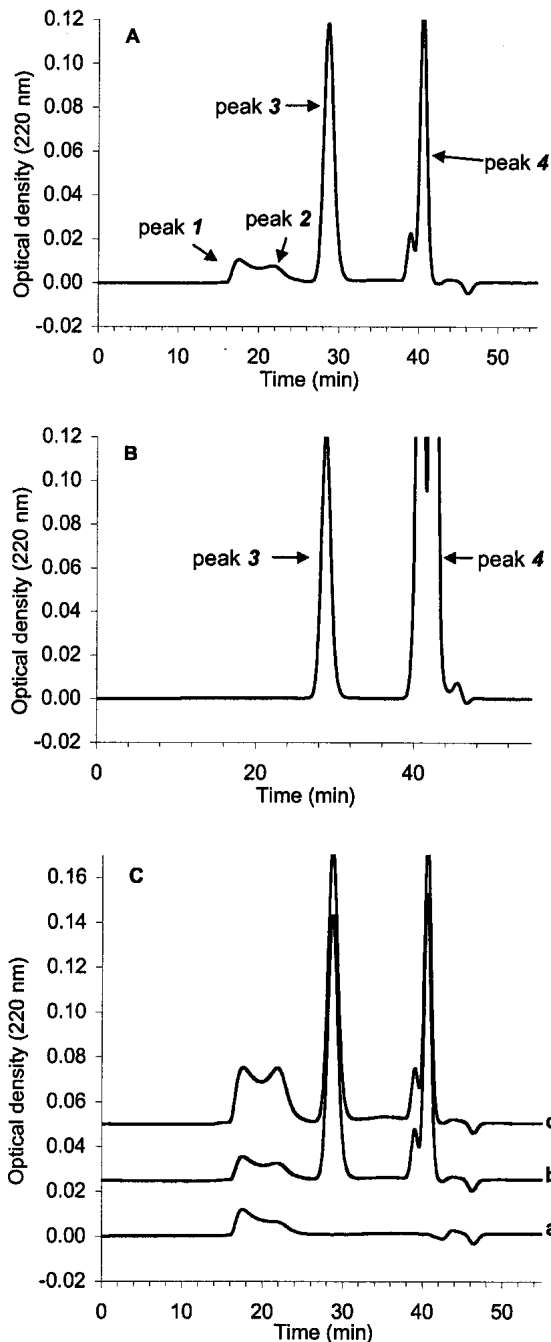 A
Optical density (220 nm)
0.12
0.10
0.08
0.06
0.04
0.02
0.00
-0.02
peak 3
peak 4
peak 1
peak 2
0 10 20 30 40 50
Time (min)
B
Optical density (220 nm)
0.12
0.10
0.08
0.06
0.04
0.02
0.00
-0.02
peak 3
peak 4
0 20 40
Time (min)
C
Optical density (220 nm)
0.16
0.14
0.12
0.10
0.08
0.06
0.04
0.02
0.00
-0.02
b
a
0 10 20 30 40 50
Time (min)